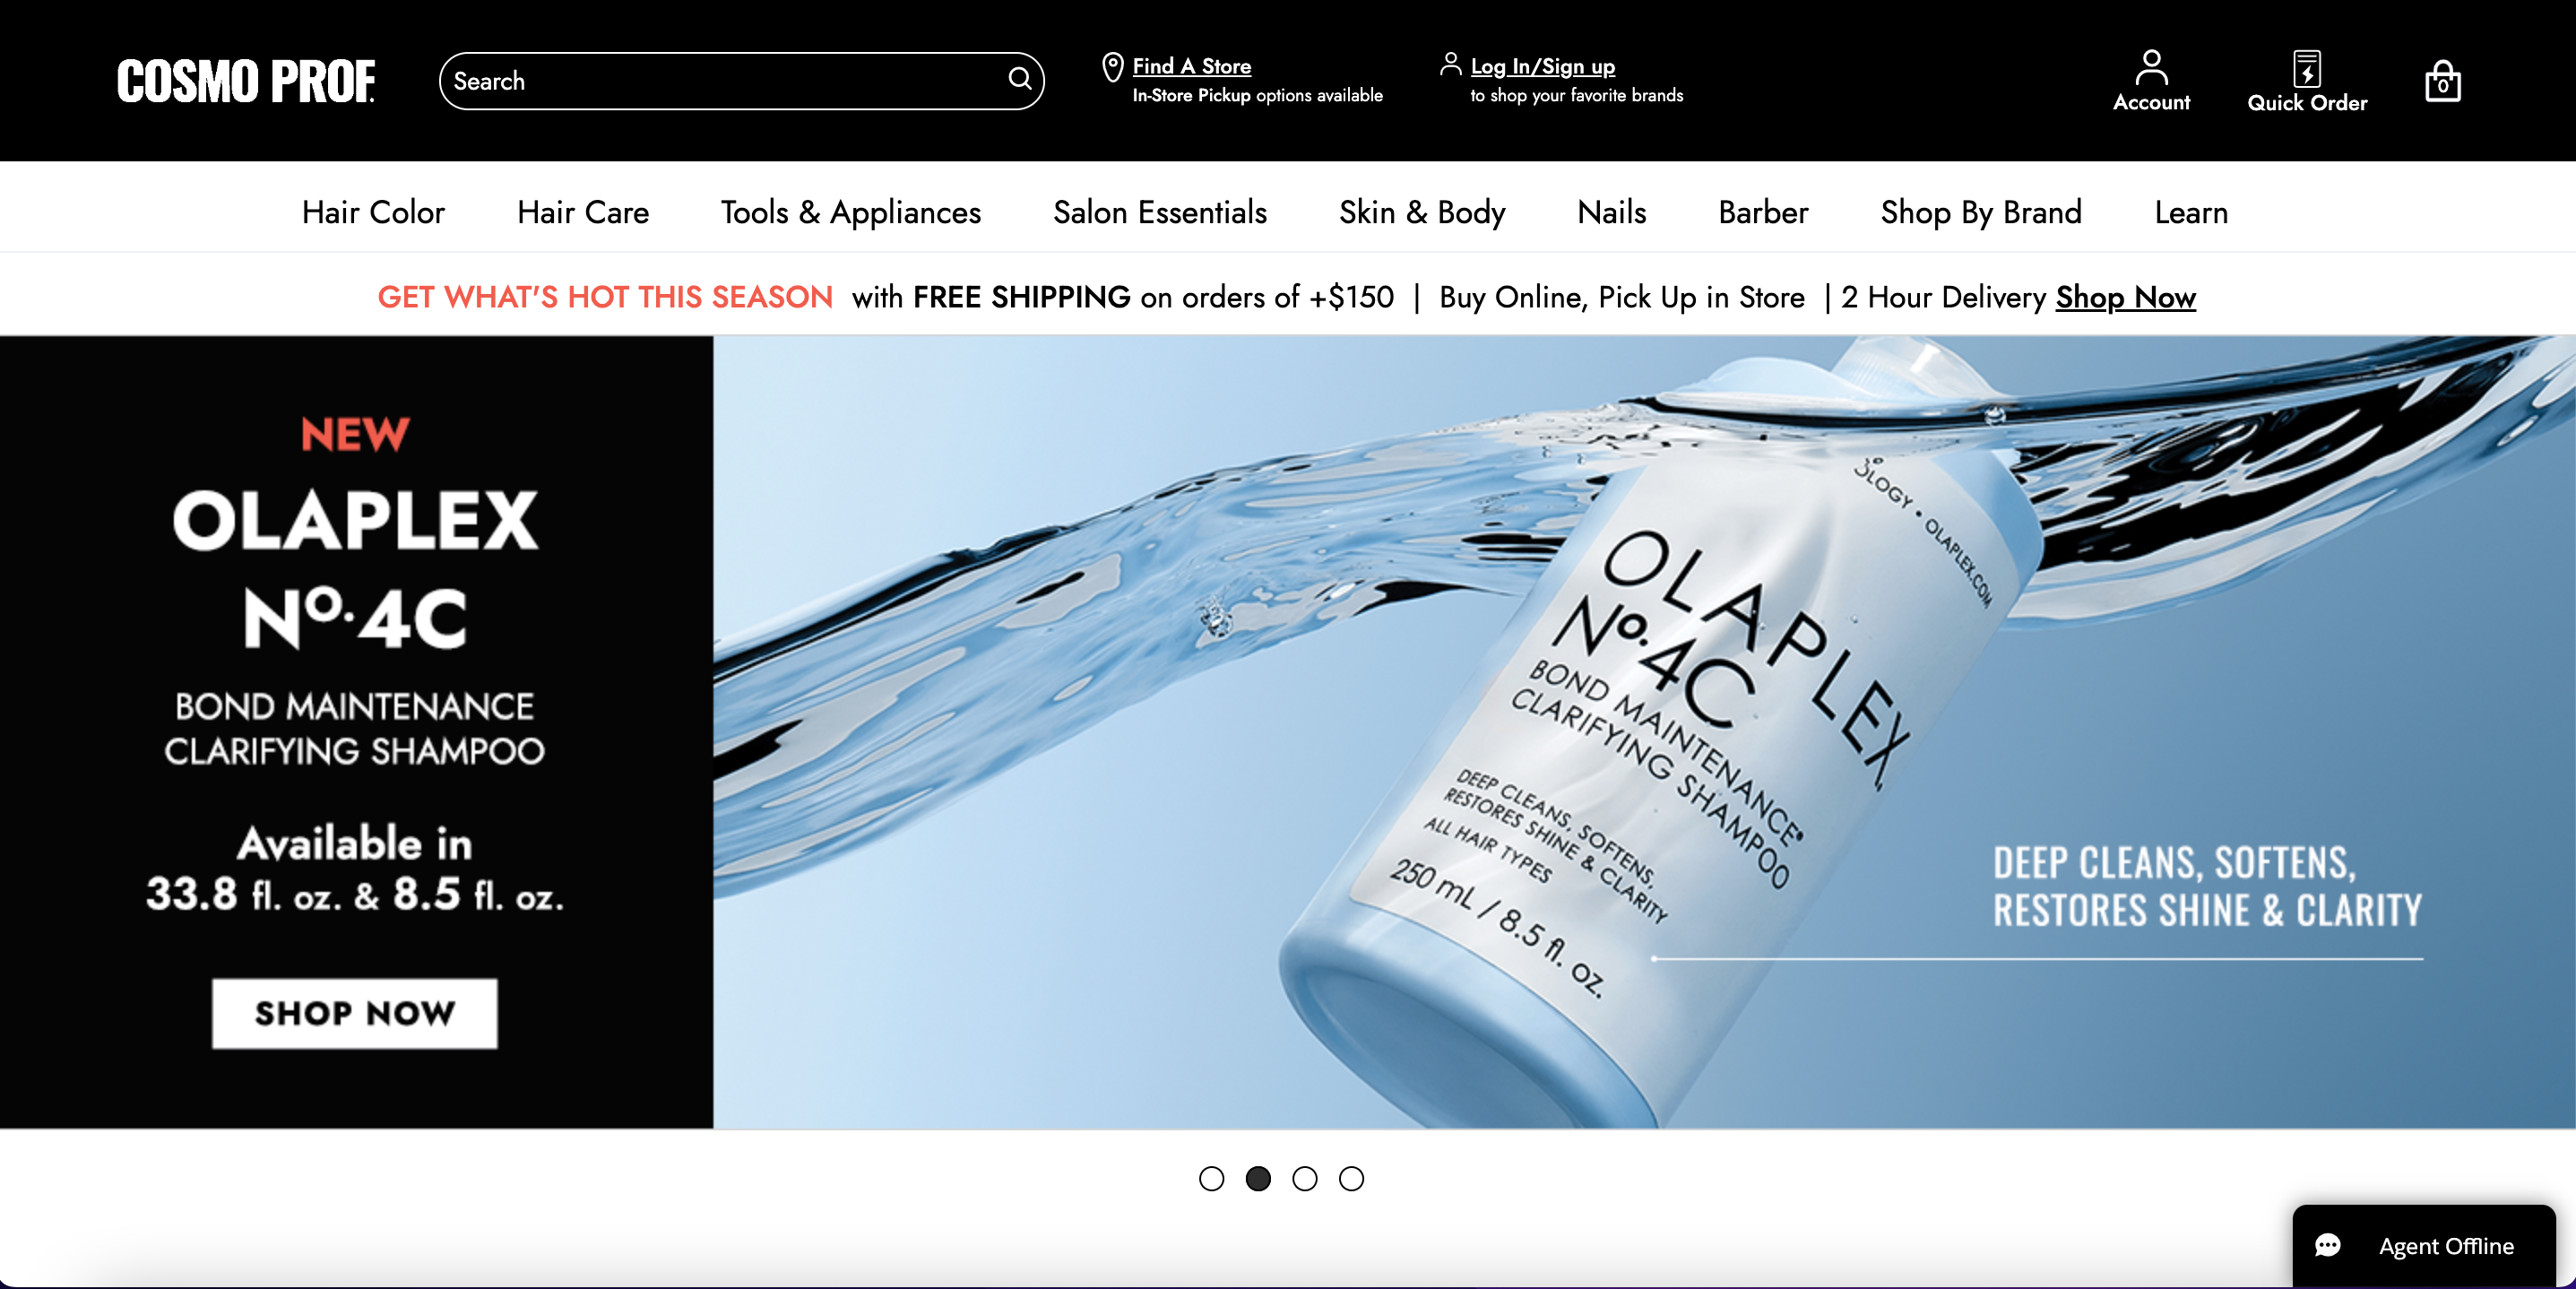 COSMO PROF.
Search
Find A Store
In-Store Pickup options available
Log In/Sign up
to shop your favorite brands
Account
Quick Order
0
Hair Color
Hair Care
Tools & Appliances
Salon Essentials
Skin & Body
Nails
Barber
Shop By Brand
Learn
GET WHAT'S HOT THIS SEASON with FREE SHIPPING on orders of +$150 | Buy Online, Pick Up in Store | 2 Hour Delivery Shop Now
NEW
OLAPLEX
Nº.4C
BOND MAINTENANCE
CLARIFYING SHAMPOO
Available in
33.8 fl. oz. & 8.5 fl. oz.
SHOP NOW
OLAPLEX.COM
OLAPLEX
Nº.4C
BOND MAINTENANCE®
CLARIFYING SHAMPOO
DEEP CLEANS, SOFTENS,
RESTORES SHINE & CLARITY
ALL HAIR TYPES
250 mL / 8.5 fl. oz.
DEEP CLEANS, SOFTENS,
RESTORES SHINE & CLARITY
Agent Offline